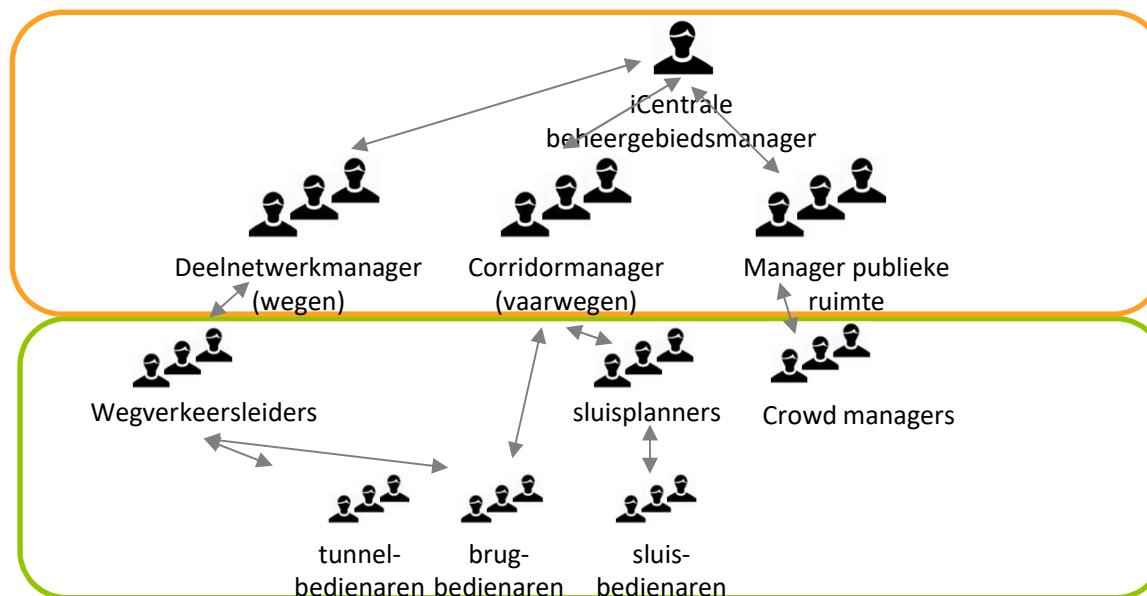 iCentrale
beheergebiedsmanager
Deelnetwerkmanager
(wegen)
Corridormanager
(vaarwegen)
Manager publieke
ruimte
Wegverkeersleiders
sluisplanners
Crowd managers
tunnel-
bedienaren
brug-
bedienaren
sluis-
bedienaren